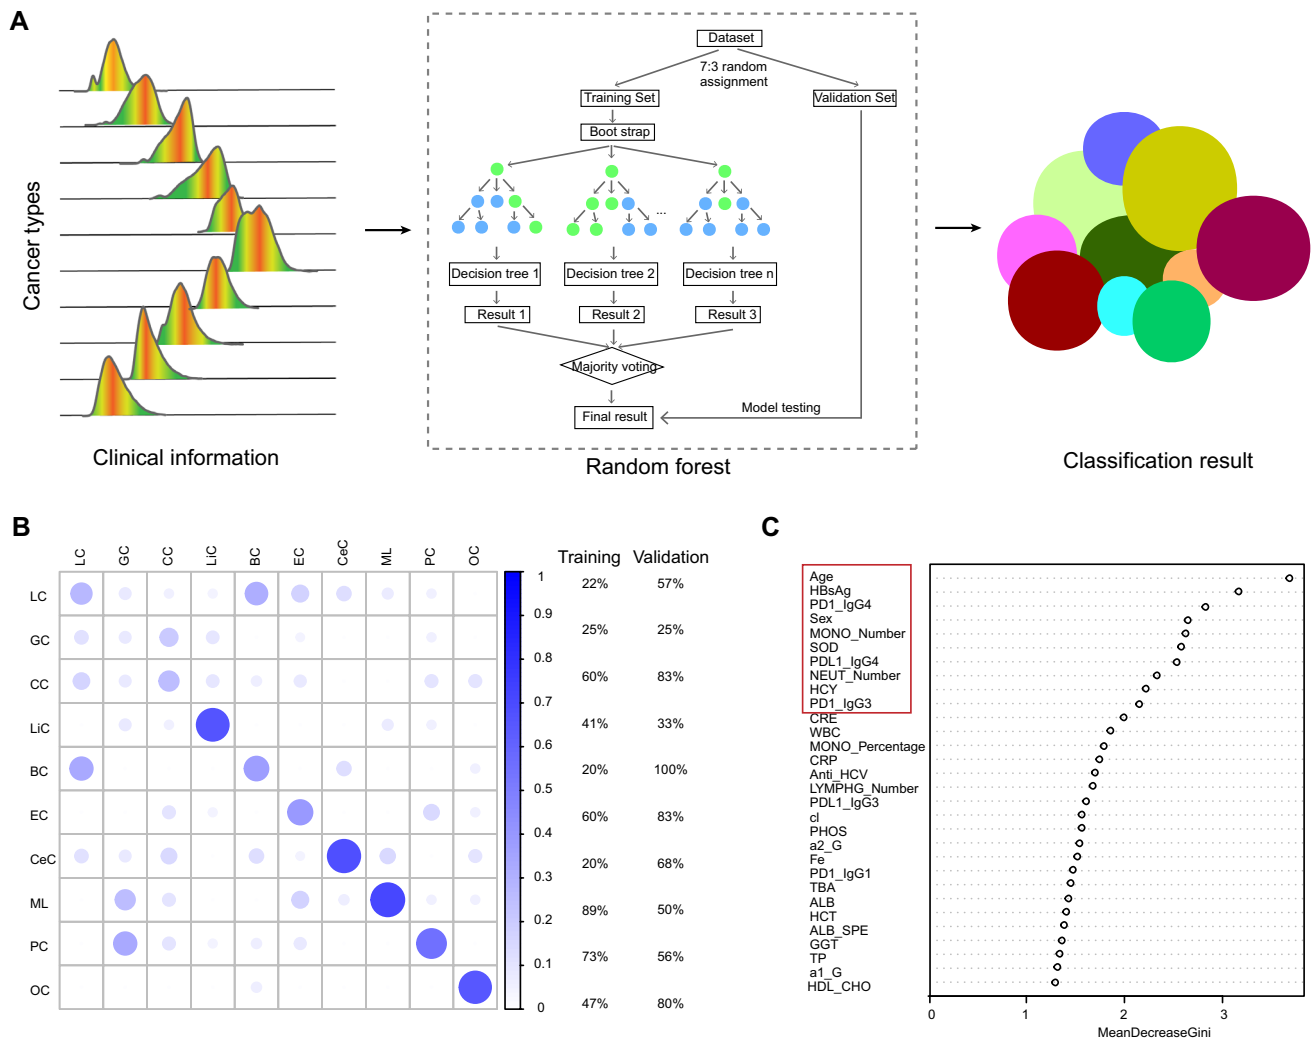 A
Cancer types
Clinical information
Dataset
7:3 random
assignment
Training Set
Validation Set
Boot strap
...
Decision tree 1
Decision tree 2
Decision tree n
Result 1
Result 2
Result 3
Majority voting
Final result
Model testing
Random forest
Classification result
B
LC
GC
CC
LiC
BC
EC
CeC
ML
PC
OC
Training
Validation
LC
22%
57%
GC
25%
25%
CC
60%
83%
LiC
41%
33%
BC
20%
100%
EC
60%
83%
CeC
20%
68%
ML
89%
50%
PC
73%
56%
OC
47%
80%
1
0.9
0.8
0.7
0.6
0.5
0.4
0.3
0.2
0.1
0
C
Age
HBsAg
PD1_IgG4
Sex
MONO_Number
SOD
PDL1_IgG4
NEUT_Number
HCY
PD1_IgG3
CRE
WBC
MONO_Percentage
CRP
Anti_HCV
LYMPHG_Number
PDL1_IgG3
cl
PHOS
a2_G
Fe
PD1_IgG1
TBA
ALB
HCT
ALB_SPE
GGT
TP
a1_G
HDL_CHO
0
1
2
3
MeanDecreaseGini